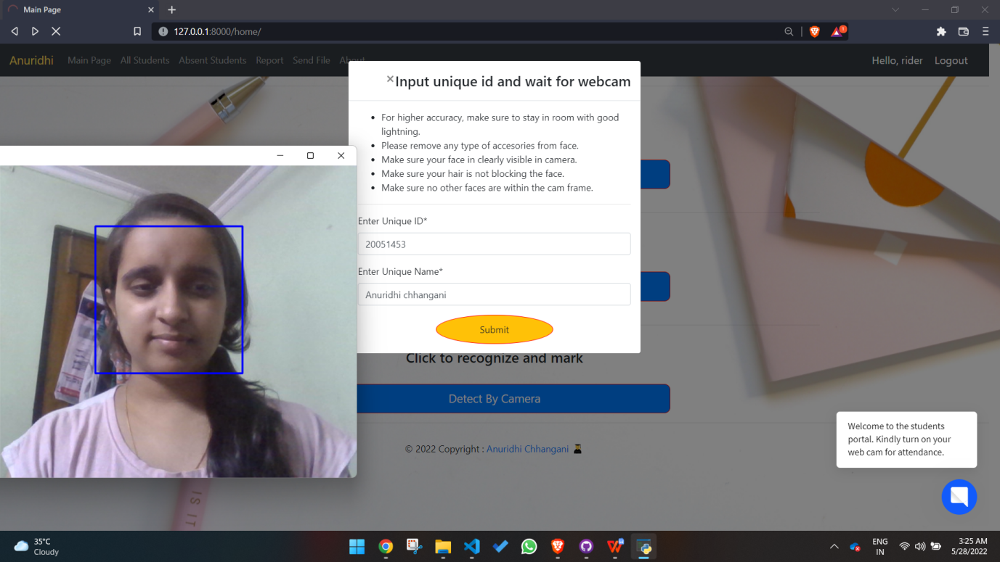 Main Page
127.0.0.1:8000/home/
1
Anuridhi
Main Page
All Students
Absent Students
Report
Send File
About
Hello, rider
Logout
×
Input unique id and wait for webcam
For higher accuracy, make sure to stay in room with good
lightning.
Please remove any type of accesories from face.
Make sure your face in clearly visible in camera.
Make sure your hair is not blocking the face.
Make sure no other faces are within the cam frame.
Enter Unique ID*
20051453
Enter Unique Name*
Anuridhi chhangani
Submit
Click to recognize and mark
Detect By Camera
© 2022 Copyright : Anuridhi Chhangani
Welcome to the students
portal. Kindly turn on your
web cam for attendance.
IS IT
35°C
Cloudy
ENG
IN
3:25 AM
5/28/2022